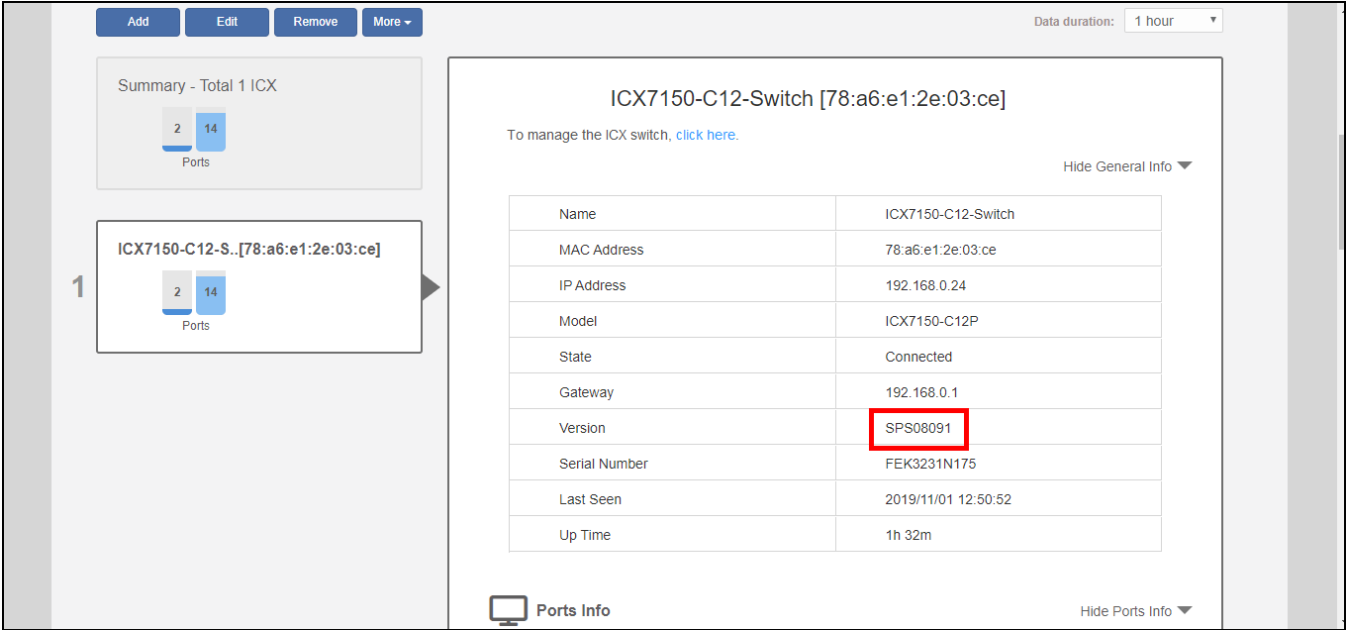 Add Edit Remove More
Data duration: 1 hour
Summary - Total 1 ICX
2 14
Ports
1
ICX7150-C12-S..[78:a6:e1:2e:03:ce]
2 14
Ports
ICX7150-C12-Switch [78:a6:e1:2e:03:ce]
To manage the ICX switch, click here.
Hide General Info
Name ICX7150-C12-Switch
MAC Address 78:a6:e1:2e:03:ce
IP Address 192.168.0.24
Model ICX7150-C12P
State Connected
Gateway 192.168.0.1
Version SPS08091
Serial Number FEK3231N175
Last Seen 2019/11/01 12:50:52
Up Time 1h 32m
Ports Info
Hide Ports Info